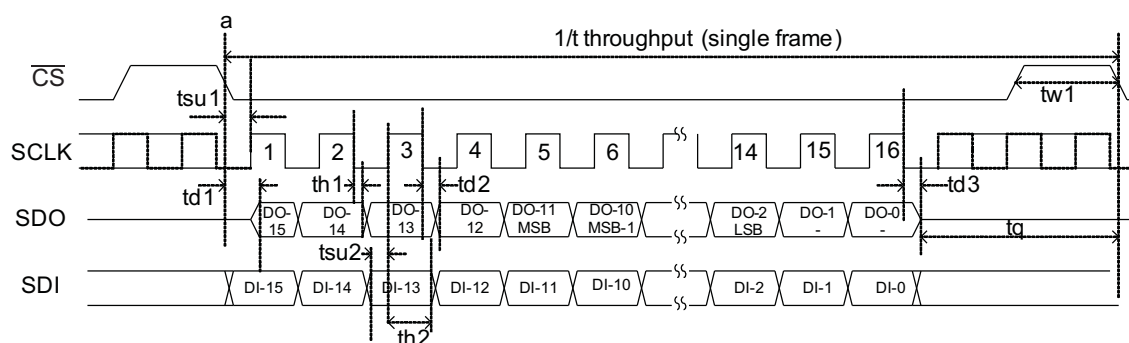 a
1/t throughput (single frame)
CS
tsu1
tw1
SCLK
1 2 3 4 5 6 14 15 16
td1 th1 td2 td3
SDO
DO-15 DO-14 DO-13 DO-12 DO-11 MSB DO-10 MSB-1 DO-2 LSB DO-1 - DO-0 -
tsu2
tq
SDI
DI-15 DI-14 DI-13 DI-12 DI-11 DI-10 DI-2 DI-1 DI-0
th2